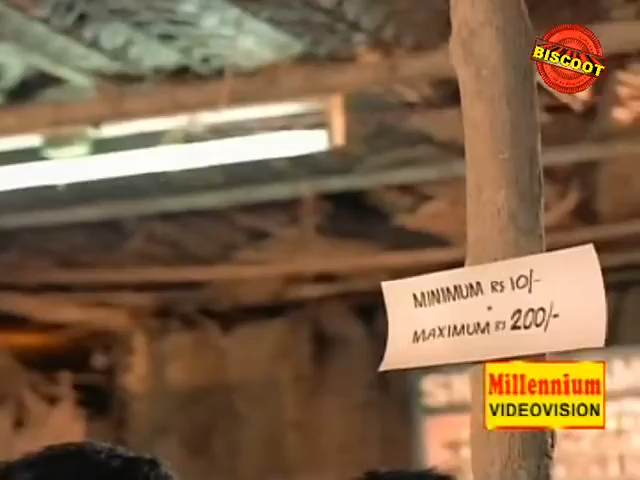 BISCOOT
MINIMUM RS 10/-
MAXIMUM RS 200/-
Millennium
VIDEOVISION